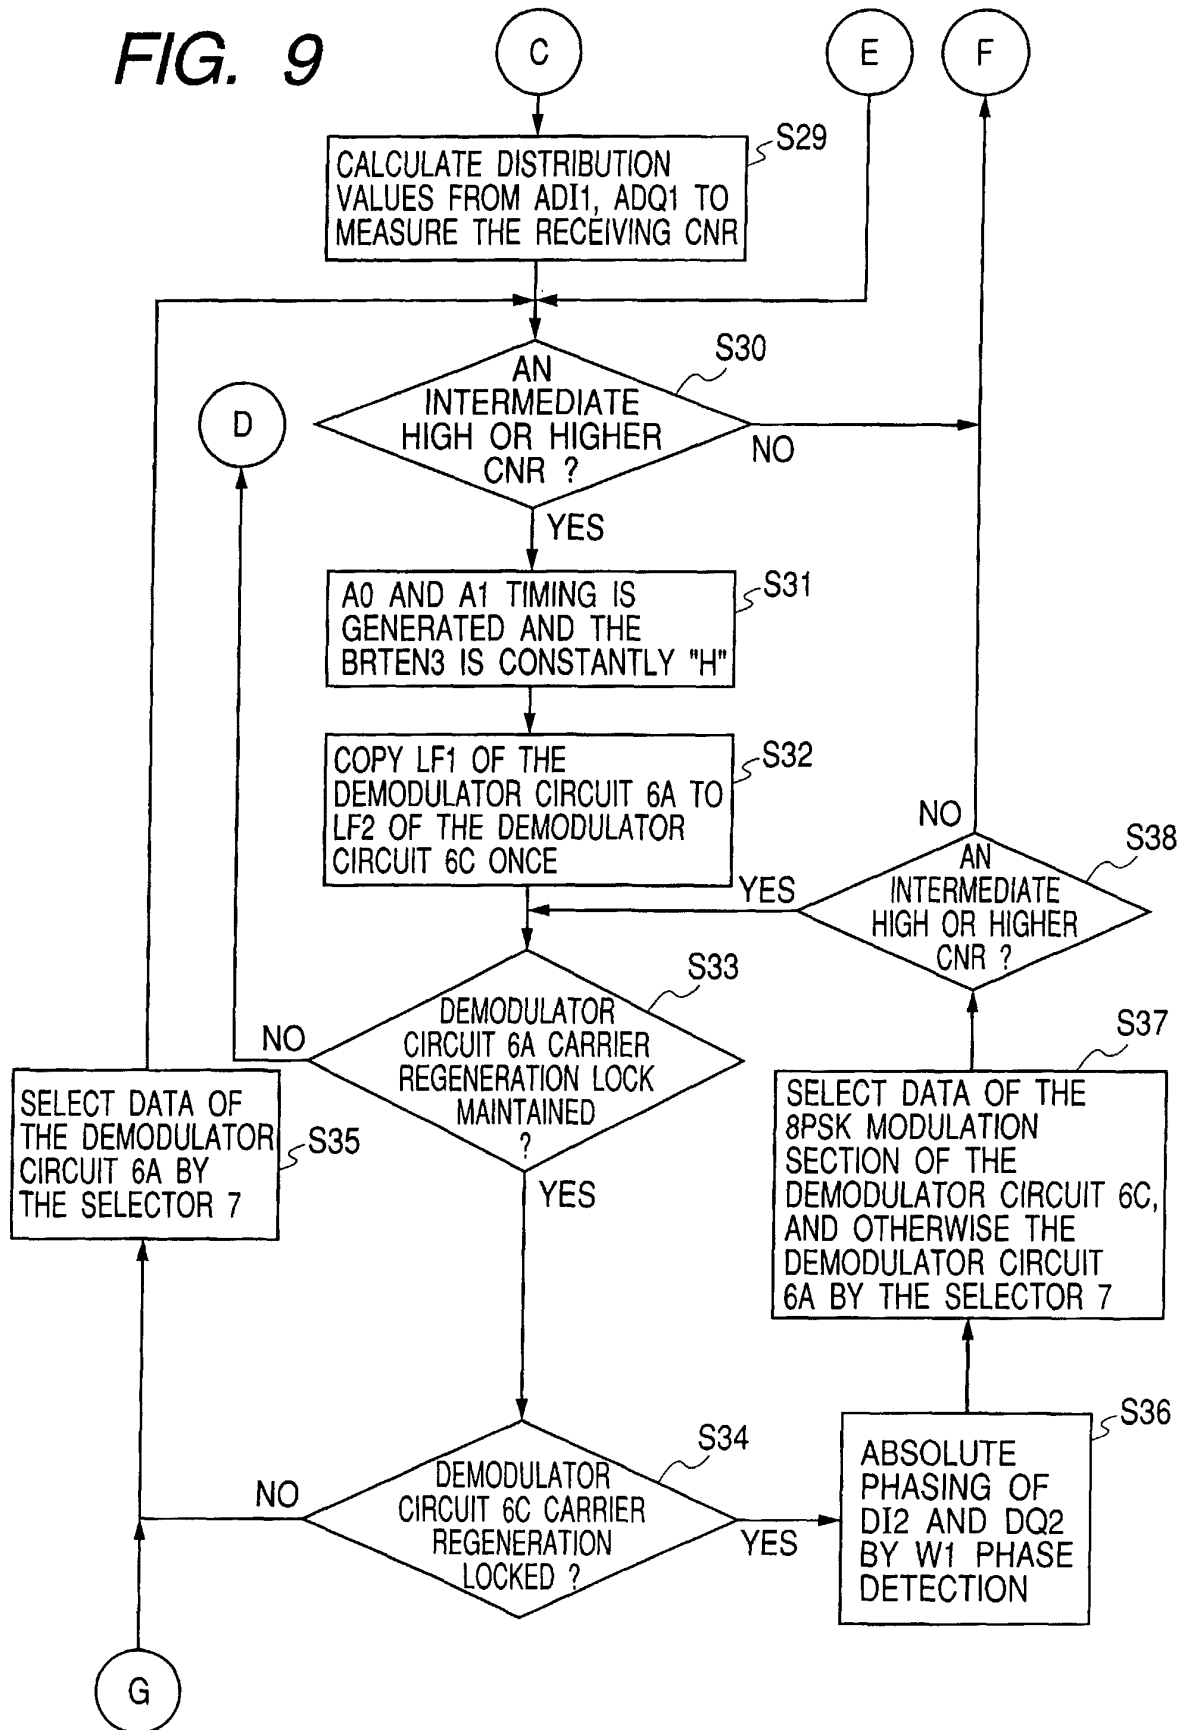 FIG. 9
C
E
F
S29
CALCULATE DISTRIBUTION
VALUES FROM ADI1, ADQ1 TO
MEASURE THE RECEIVING CNR
S30
AN
INTERMEDIATE
HIGH OR HIGHER
CNR ?
NO
D
YES
S31
A0 AND A1 TIMING IS
GENERATED AND THE
BRTEN3 IS CONSTANTLY "H"
S32
COPY LF1 OF THE
DEMODULATOR CIRCUIT 6A TO
LF2 OF THE DEMODULATOR
CIRCUIT 6C ONCE
NO
S38
AN
INTERMEDIATE
HIGH OR HIGHER
CNR ?
YES
S33
DEMODULATOR
CIRCUIT 6A CARRIER
REGENERATION LOCK
MAINTAINED
?
NO
YES
S35
SELECT DATA OF
THE DEMODULATOR
CIRCUIT 6A BY
THE SELECTOR 7
S37
SELECT DATA OF THE
8PSK MODULATION
SECTION OF THE
DEMODULATOR CIRCUIT 6C,
AND OTHERWISE THE
DEMODULATOR CIRCUIT
6A BY THE SELECTOR 7
S34
DEMODULATOR
CIRCUIT 6C CARRIER
REGENERATION
LOCKED ?
NO
YES
S36
ABSOLUTE
PHASING OF
DI2 AND DQ2
BY W1 PHASE
DETECTION
G